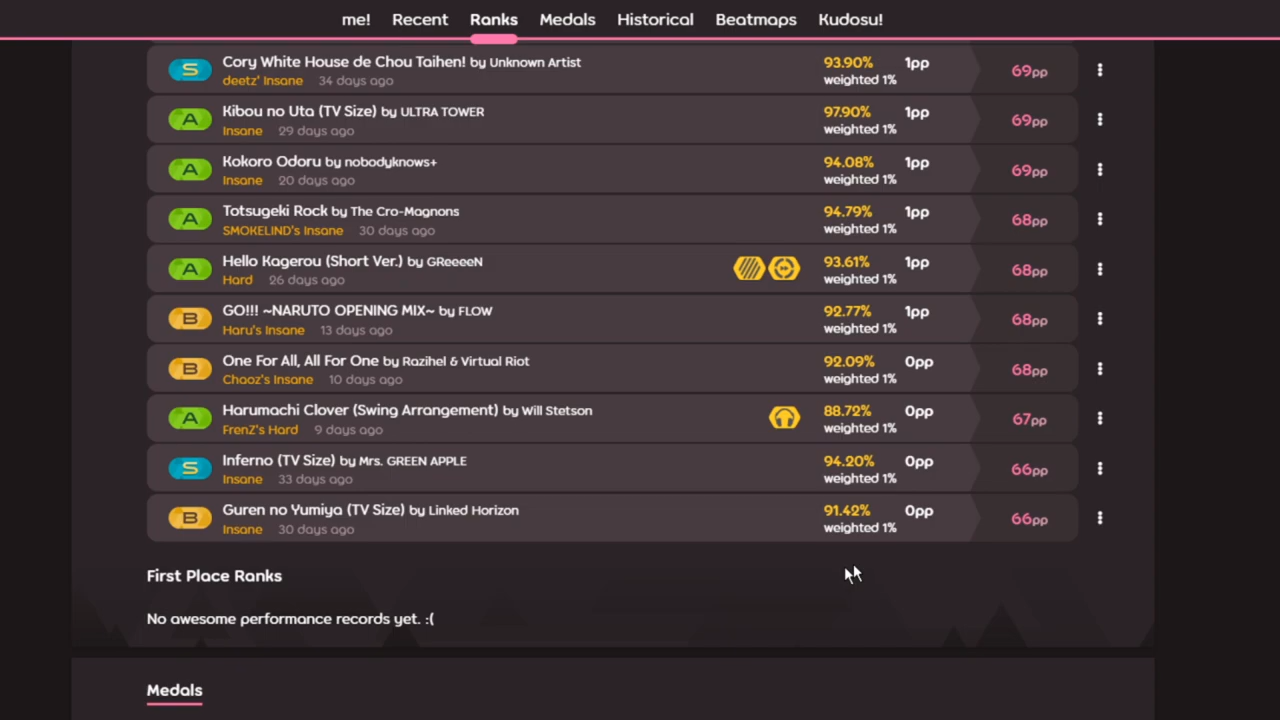 me! Recent Ranks Medals Historical Beatmaps Kudosu!
S Cory White House de Chou Taihen! by Unknown Artist 93.90% 1pp 69pp
deetz' Insane 34 days ago weighted 1%
A Kibou no Uta (TV Size) by ULTRA TOWER 97.90% 1pp 69pp
Insane 29 days ago weighted 1%
A Kokoro Odoru by nobodyknows+ 94.08% 1pp 69pp
Insane 20 days ago weighted 1%
A Totsugeki Rock by The Cro-Magnons 94.79% 1pp 68pp
SMOKELIND's Insane 30 days ago weighted 1%
A Hello Kagerou (Short Ver.) by GReeeeN 93.61% 1pp 68pp
Hard 26 days ago weighted 1%
B GO!!! ~NARUTO OPENING MIX~ by FLOW 92.77% 1pp 68pp
Haru's Insane 13 days ago weighted 1%
B One For All, All For One by Razihel & Virtual Riot 92.09% 0pp 68pp
Chaoz's Insane 10 days ago weighted 1%
A Harumachi Clover (Swing Arrangement) by Will Stetson 88.72% 0pp 67pp
FrenZ's Hard 9 days ago weighted 1%
S Inferno (TV Size) by Mrs. GREEN APPLE 94.20% 0pp 66pp
Insane 33 days ago weighted 1%
B Guren no Yumiya (TV Size) by Linked Horizon 91.42% 0pp 66pp
Insane 30 days ago weighted 1%
First Place Ranks
No awesome performance records yet. :(
Medals